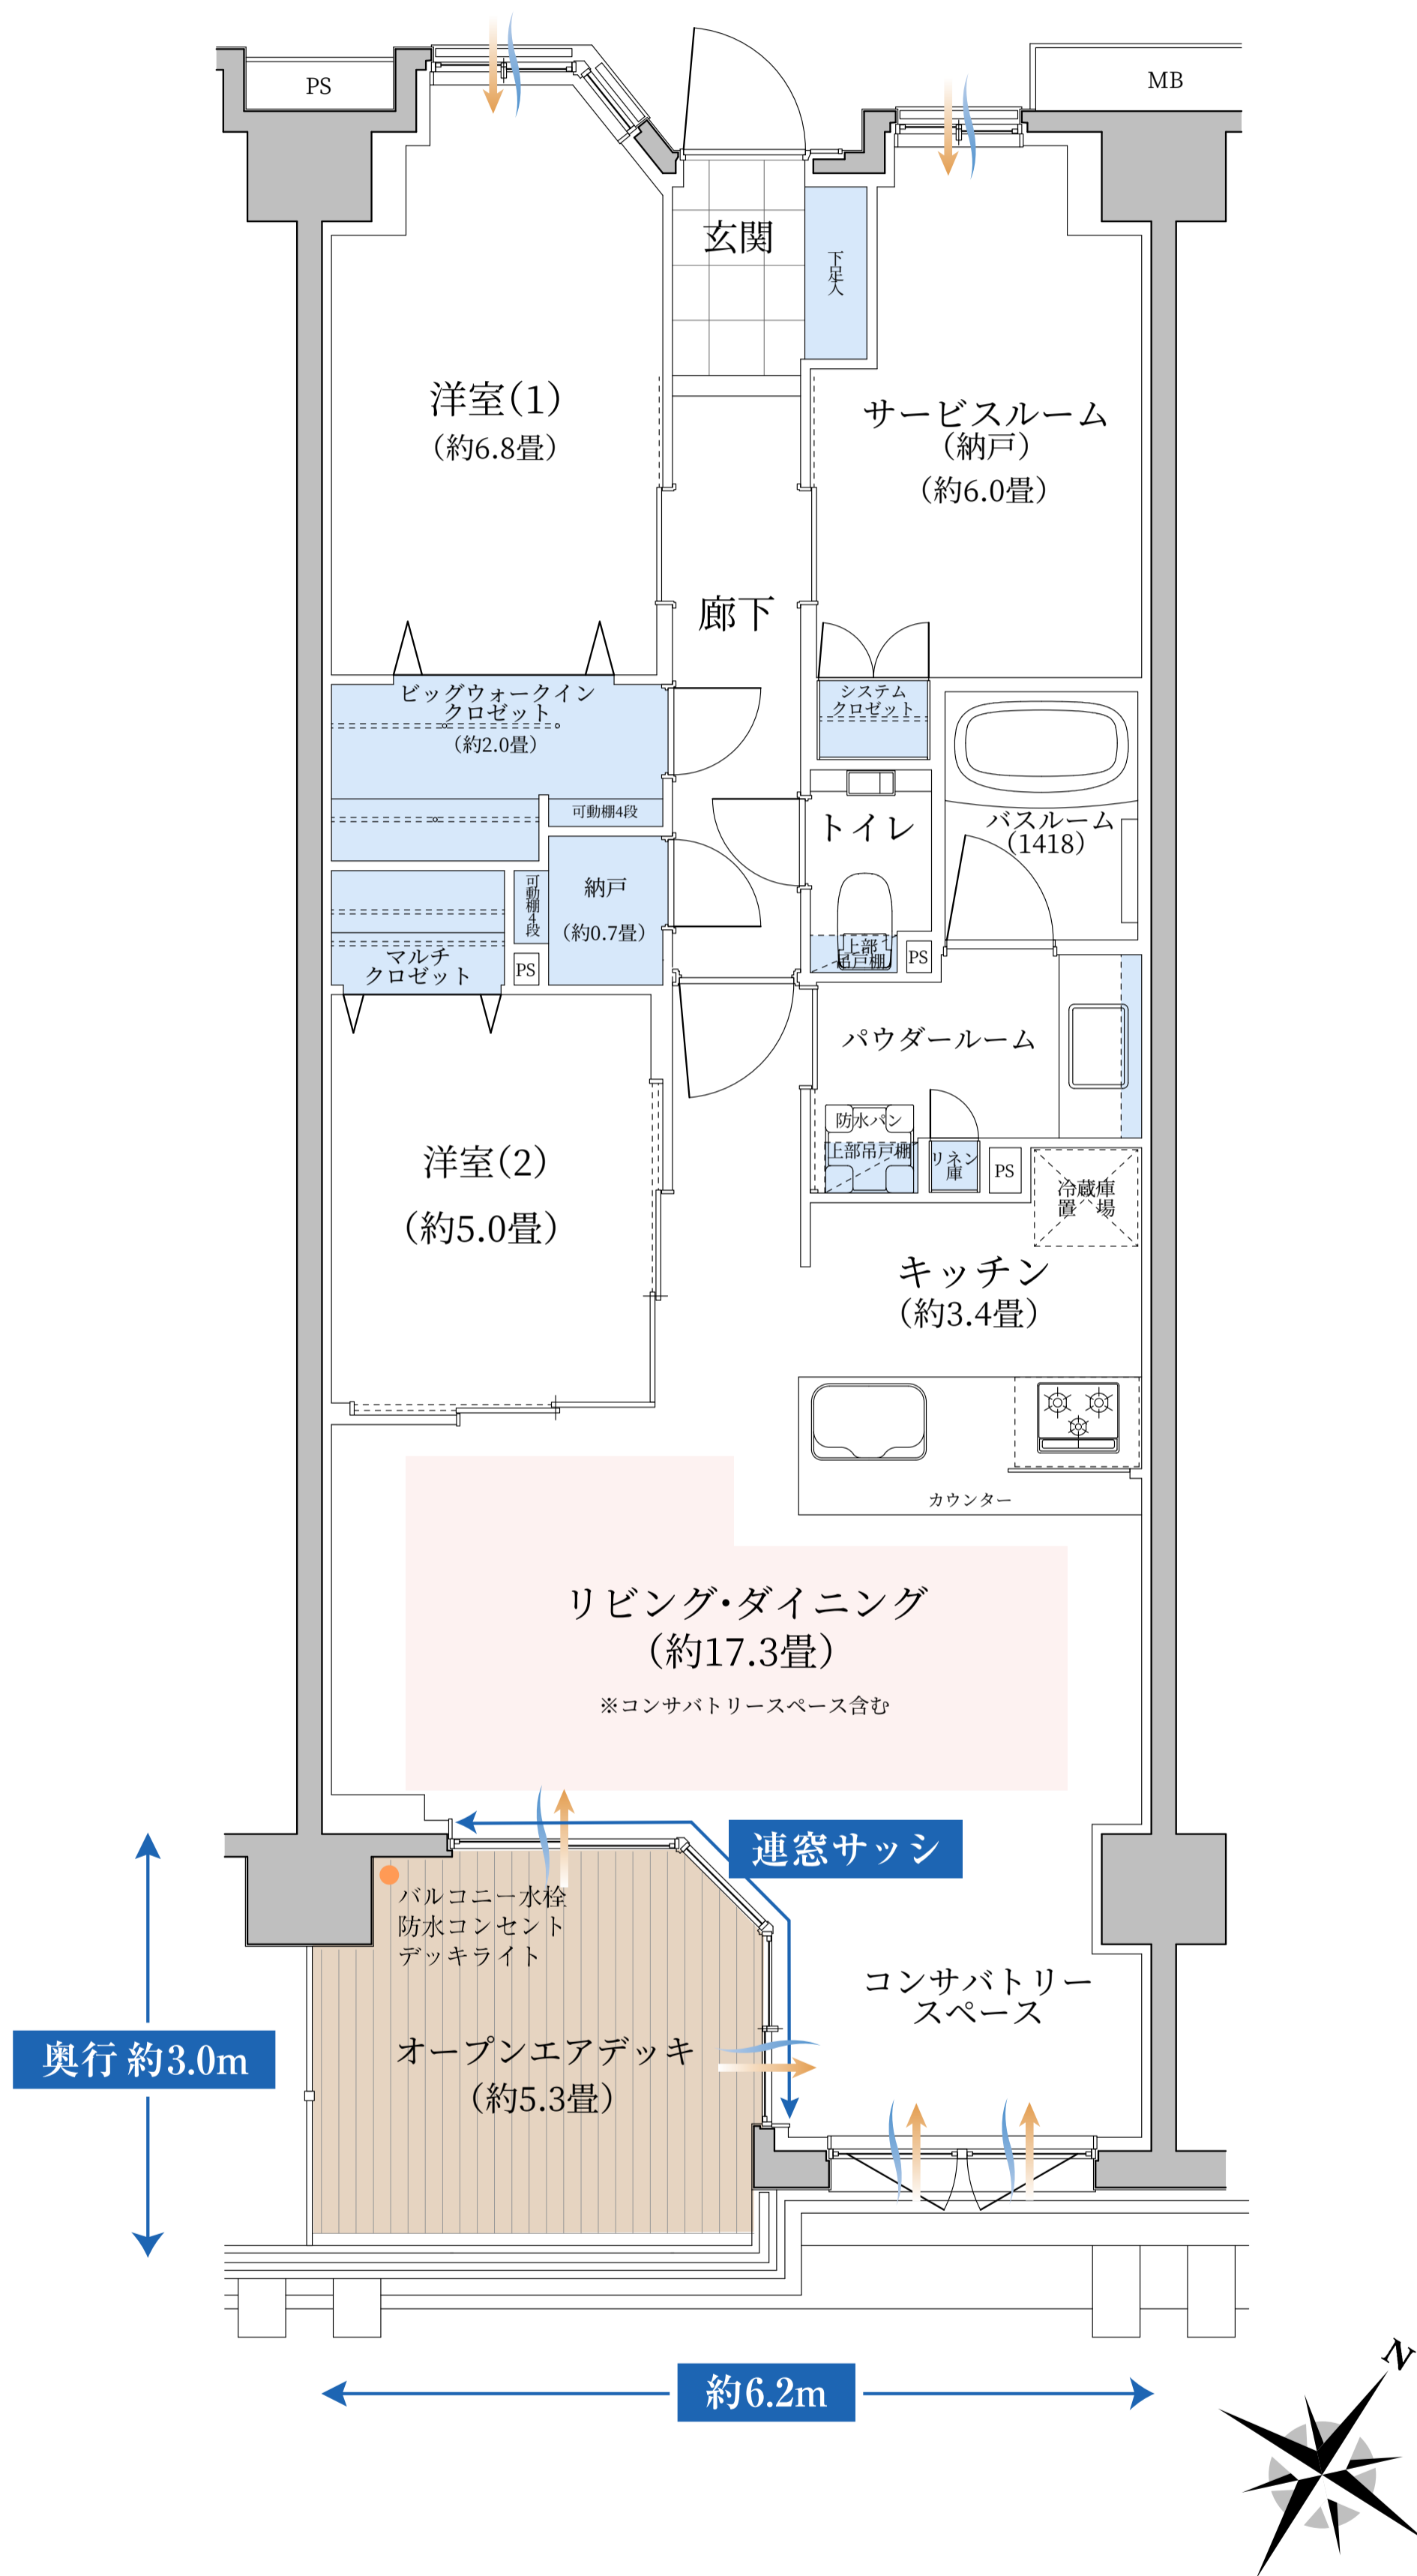 PS
MB
玄関
下足入
洋室(1)
(約6.8畳)
サービスルーム
(納戸)
(約6.0畳)
廊下
ビッグウォークイン
クロゼット
(約2.0畳)
システム
クロゼット
可動棚4段
トイレ
バスルーム
(1418)
可動棚4段
納戸
(約0.7畳)
マルチ
クロゼット
PS
上部
吊戸棚
PS
パウダールーム
防水パン
上部吊戸棚
リネン
庫
PS
冷蔵庫
置 場
洋室(2)
(約5.0畳)
キッチン
(約3.4畳)
カウンター
リビング・ダイニング
(約17.3畳)
※コンサバトリースペース含む
連窓サッシ
バルコニー水栓
防水コンセント
デッキライト
コンサバトリー
スペース
オープンエアデッキ
(約5.3畳)
奥行 約3.0m
約6.2m
N